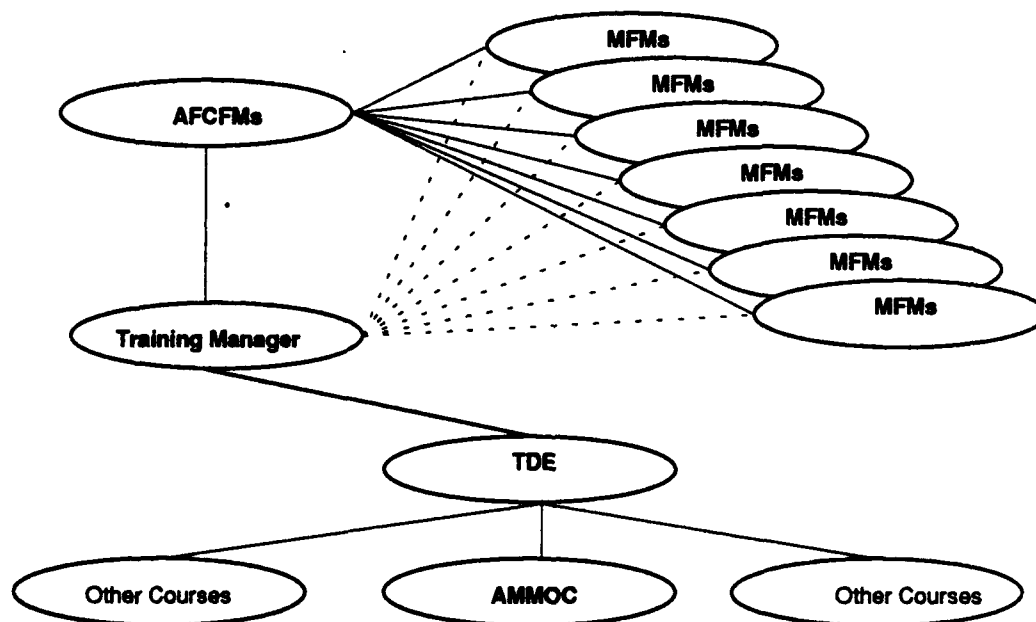 MFMs
MFMs
AFCFMs
MFMs
MFMs
MFMs
MFMs
MFMs
Training Manager
TDE
Other Courses
AMMOC
Other Courses